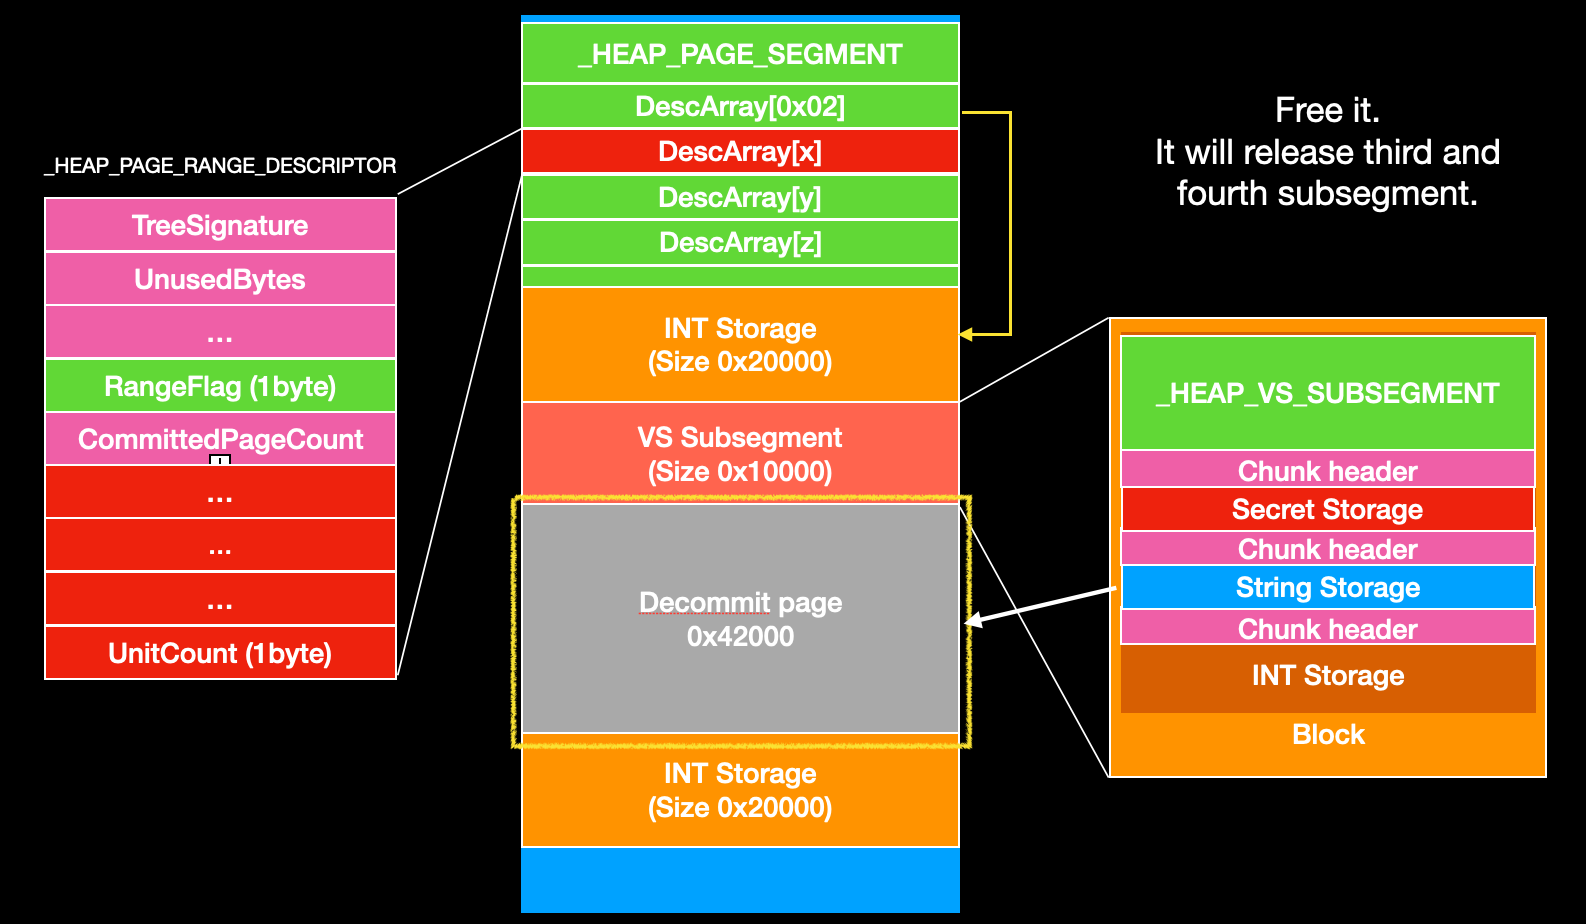 _HEAP_PAGE_RANGE_DESCRIPTOR
TreeSignature
UnusedBytes
...
RangeFlag (1byte)
CommittedPageCount
...
...
...
UnitCount (1byte)
_HEAP_PAGE_SEGMENT
DescArray[0x02]
DescArray[x]
DescArray[y]
DescArray[z]
INT Storage
(Size 0x20000)
VS Subsegment
(Size 0x10000)
Decommit page
0x42000
INT Storage
(Size 0x20000)
Free it.
It will release third and
fourth subsegment.
_HEAP_VS_SUBSEGMENT
Chunk header
Secret Storage
Chunk header
String Storage
Chunk header
INT Storage
Block